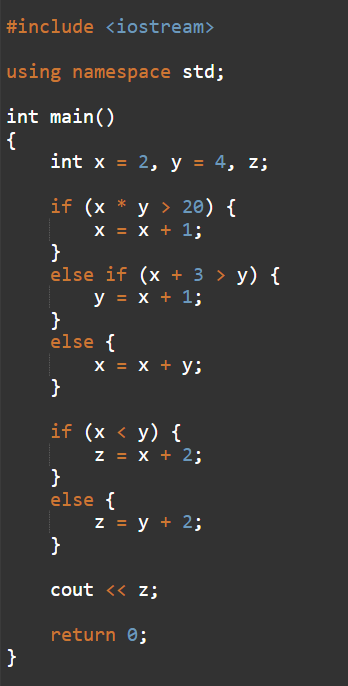 #include <iostream>
using namespace std;
int main()
{
    int x = 2, y = 4, z;
    if (x * y > 20) {
        x = x + 1;
    }
    else if (x + 3 > y) {
        y = x + 1;
    }
    else {
        x = x + y;
    }
    if (x < y) {
        z = x + 2;
    }
    else {
        z = y + 2;
    }
    cout << z;
    return 0;
}